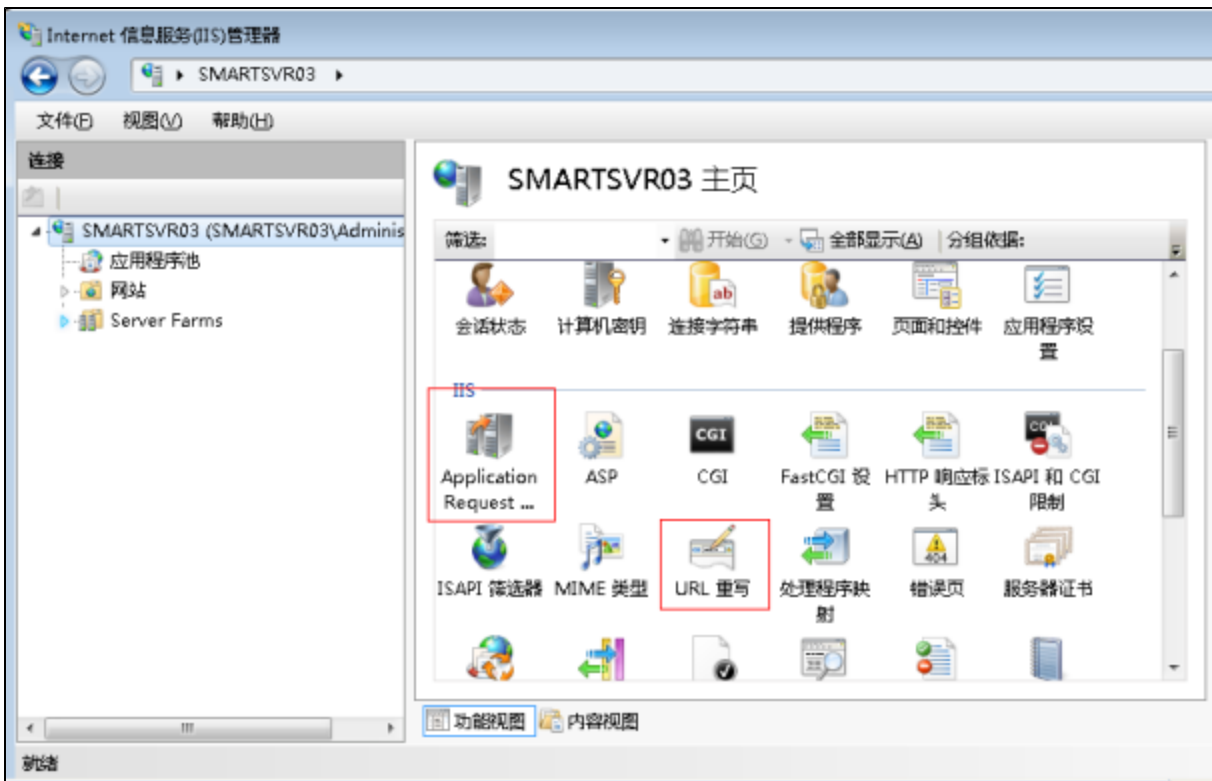 Internet 信息服务(IIS)管理器
SMARTSVR03
文件(F) 视图(V) 帮助(H)
连接
SMARTSVR03 (SMARTSVR03\Adminis
应用程序池
网站
Server Farms
SMARTSVR03 主页
筛选: 开始(G) 全部显示(A) 分组依据:
会话状态 计算机密钥 连接字符串 提供程序 页面和控件 应用程序设
置
ab
IIS
CGI
404
Application ASP CGI FastCGI 设 HTTP 响应标 ISAPI 和 CGI
Request ... 置 头 限制
ISAPI 筛选器 MIME 类型 URL 重写 处理程序映 错误页 服务器证书
射
功能视图 内容视图
就绪